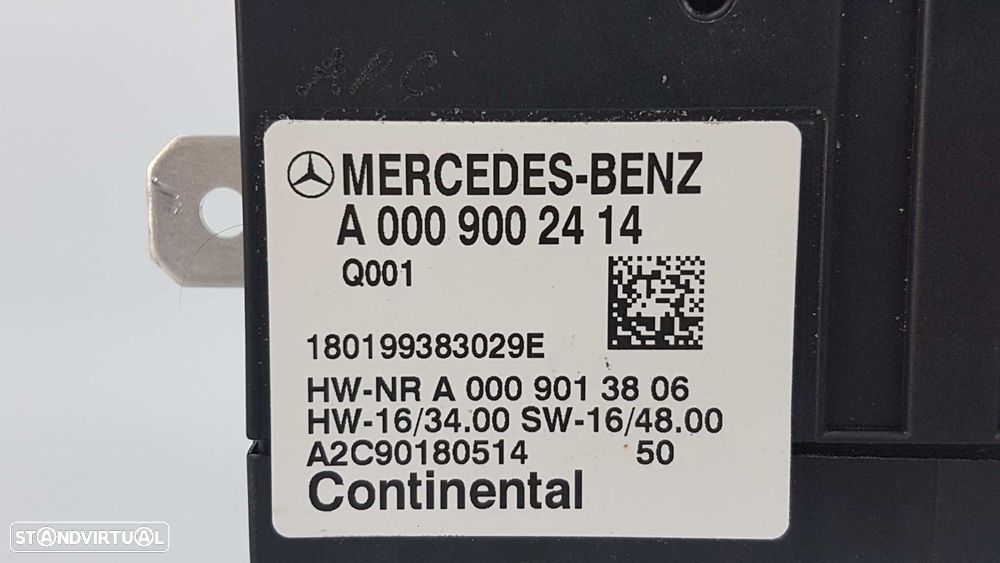 MRC
MERCEDES-BENZ
A 000 900 24 14
Q001
180199383029E
HW-NR A 000 901 38 06
HW-16/34.00 SW-16/48.00
A2C90180514 50
Continental
STANDVIRTUAL